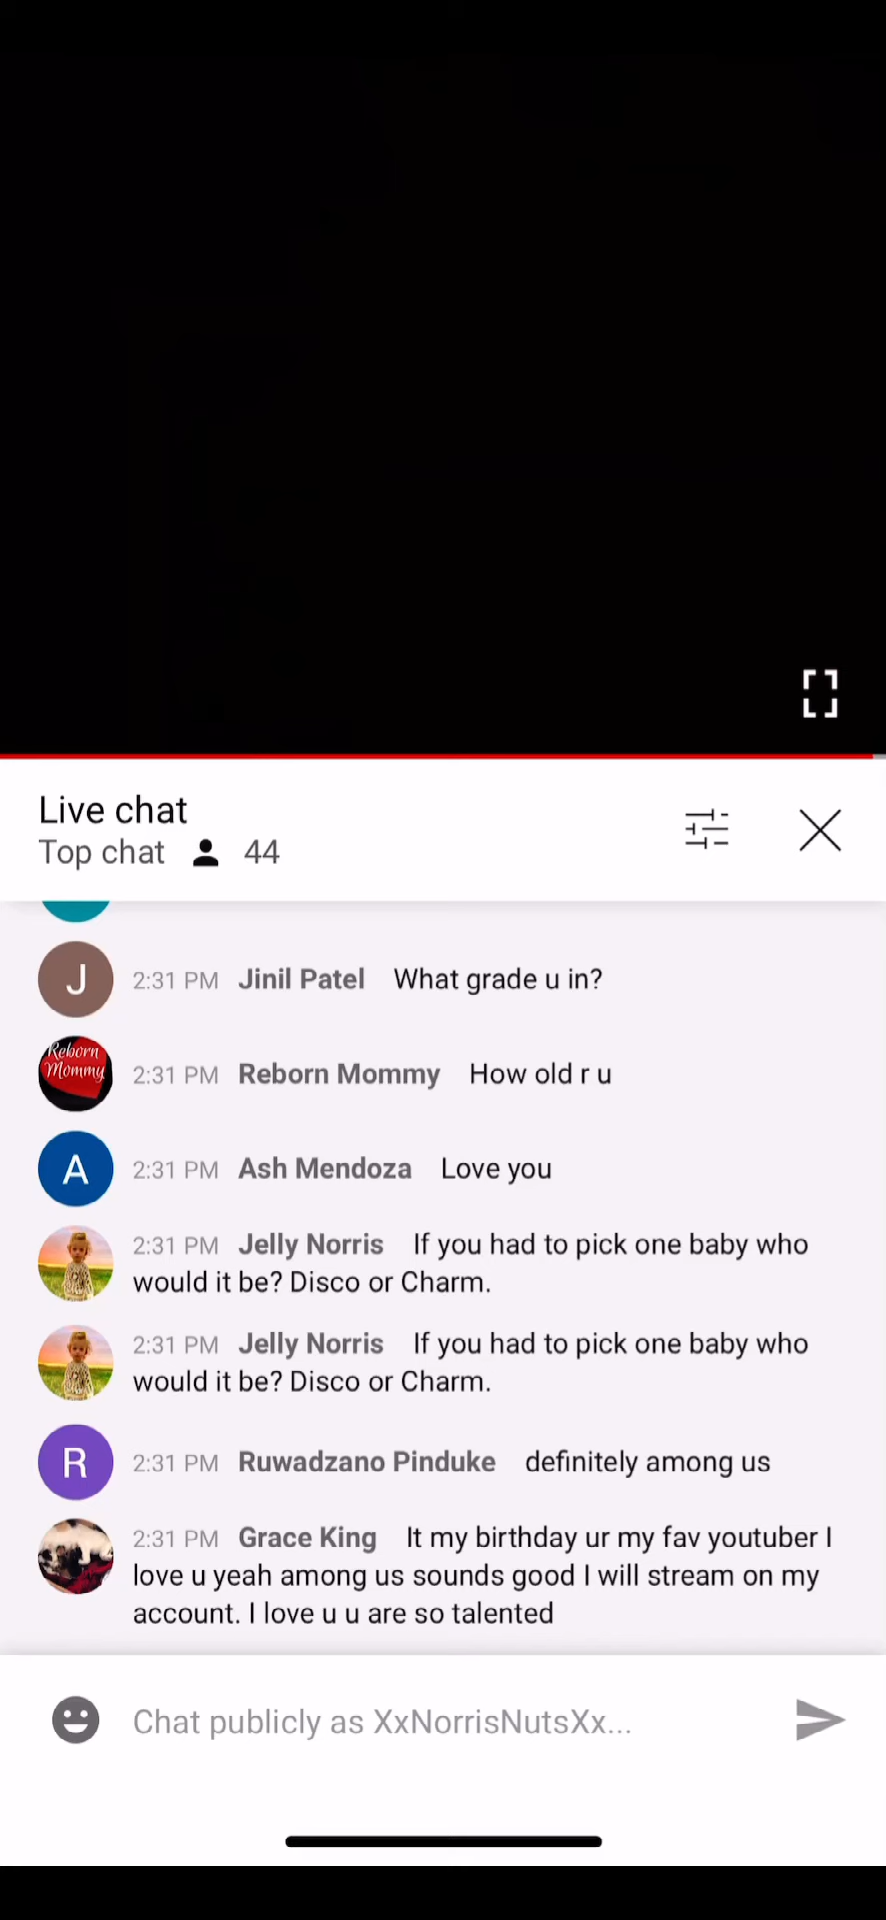 Live chat
Top chat 44
J
2:31 PM Jinil Patel What grade u in?
Reborn
Mommy
2:31 PM Reborn Mommy How old r u
A
2:31 PM Ash Mendoza Love you
2:31 PM Jelly Norris If you had to pick one baby who
would it be? Disco or Charm.
2:31 PM Jelly Norris If you had to pick one baby who
would it be? Disco or Charm.
R
2:31 PM Ruwadzano Pinduke definitely among us
2:31 PM Grace King It my birthday ur my fav youtuber I
love u yeah among us sounds good I will stream on my
account. I love u u are so talented
Chat publicly as XxNorrisNutsXx...